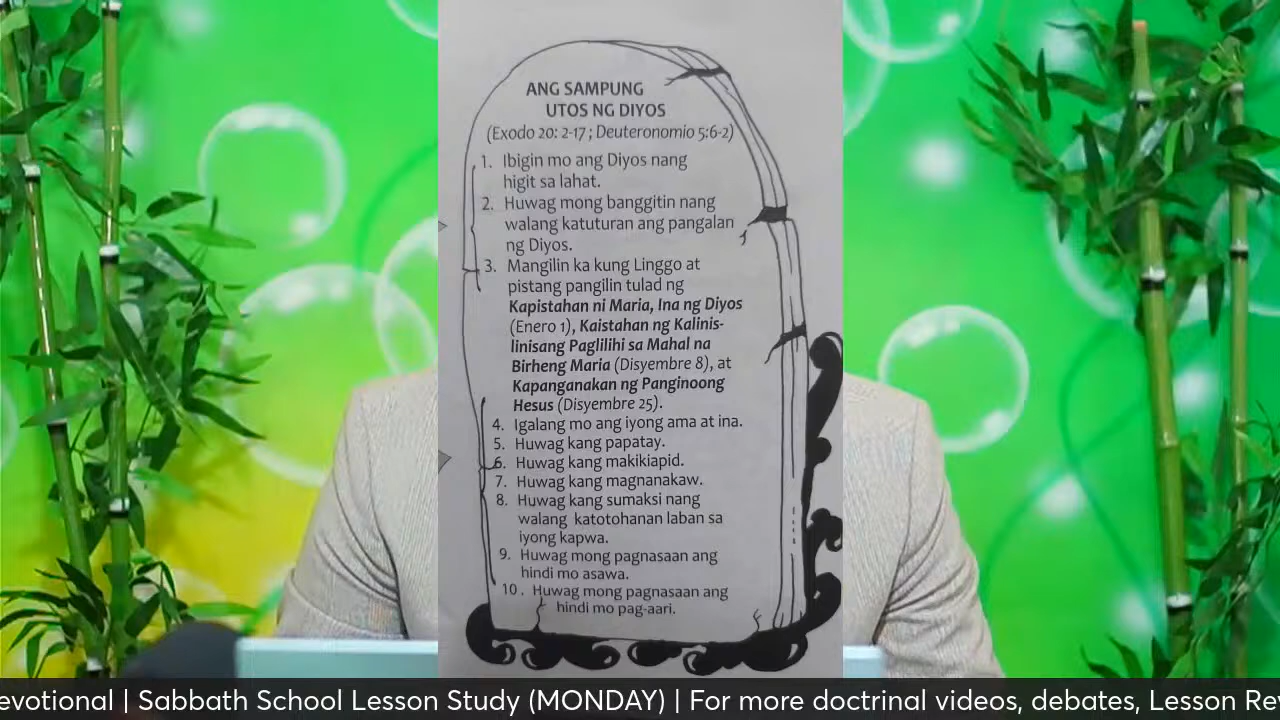 ANG SAMPUNG
UTOS NG DIYOS
(Exodo 20: 2-17 ; Deuteronomio 5:6-2)
1. Ibigin mo ang Diyos nang
higit sa lahat.
2. Huwag mong banggitin nang
walang katuturan ang pangalan
ng Diyos.
3. Mangilin ka kung Linggo at
pistang pangilin tulad ng
Kapistahan ni Maria, Ina ng Diyos
(Enero 1), Kaistahan ng Kalinis-
linisang Paglilihi sa Mahal na
Birheng Maria (Disyembre 8), at
Kapanganakan ng Panginoong
Hesus (Disyembre 25).
4. Igalang mo ang iyong ama at ina.
5. Huwag kang papatay.
6. Huwag kang makikiapid.
7. Huwag kang magnanakaw.
8. Huwag kang sumaksi nang
walang katotohanan laban sa
iyong kapwa.
9. Huwag mong pagnasaan ang
hindi mo asawa.
10. Huwag mong pagnasaan ang
hindi mo pag-aari.
evotional | Sabbath School Lesson Study (MONDAY) | For more doctrinal videos, debates, Lesson Re